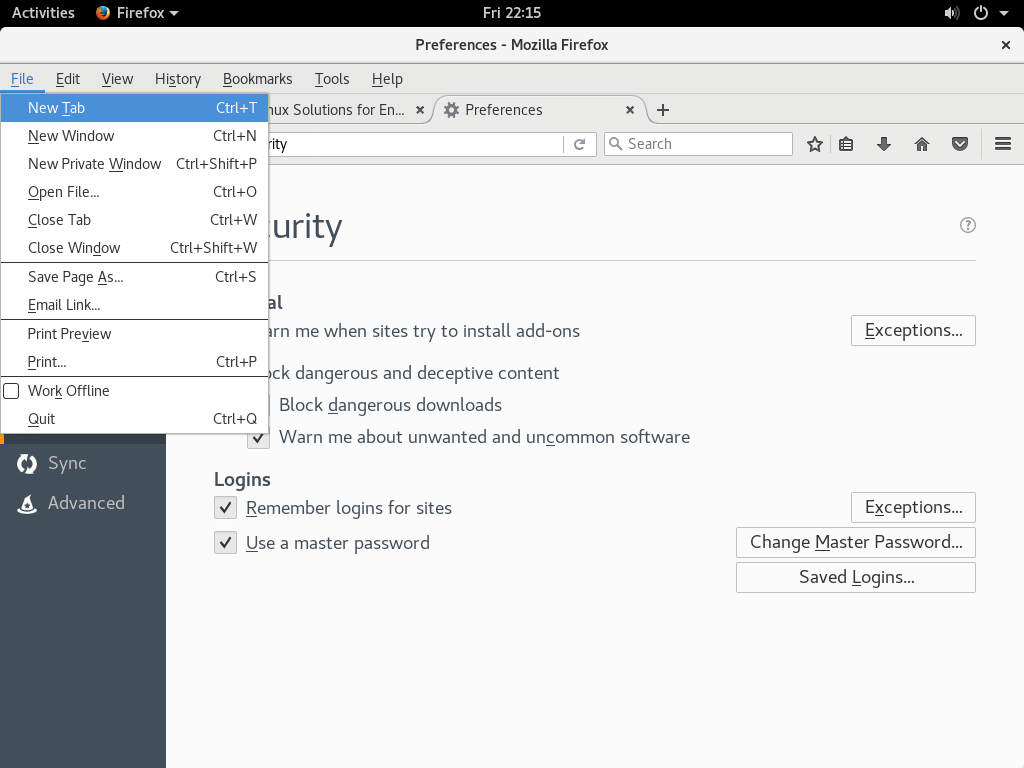 Activities Firefox Fri 22:15
Preferences - Mozilla Firefox
File Edit View History Bookmarks Tools Help
New Tab Ctrl+T
New Window Ctrl+N
New Private Window Ctrl+Shift+P
Open File... Ctrl+O
Close Tab Ctrl+W
Close Window Ctrl+Shift+W
Save Page As... Ctrl+S
Email Link...
Print Preview
Print... Ctrl+P
Work Offline
Quit Ctrl+Q
nux Solutions for En... Preferences
rity Search
curity
al
arn me when sites try to install add-ons Exceptions...
ock dangerous and deceptive content
Block dangerous downloads
Warn me about unwanted and uncommon software
Sync
Advanced
Logins
Remember logins for sites Exceptions...
Use a master password Change Master Password...
Saved Logins...